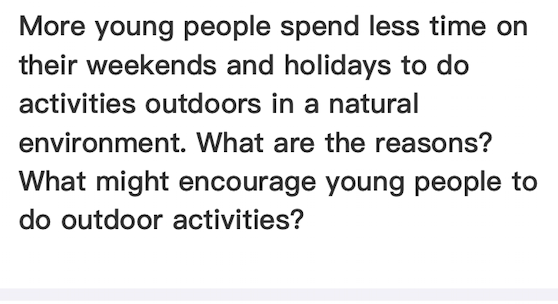 More young people spend less time on
their weekends and holidays to do
activities outdoors in a natural
environment. What are the reasons?
What might encourage young people to
do outdoor activities?